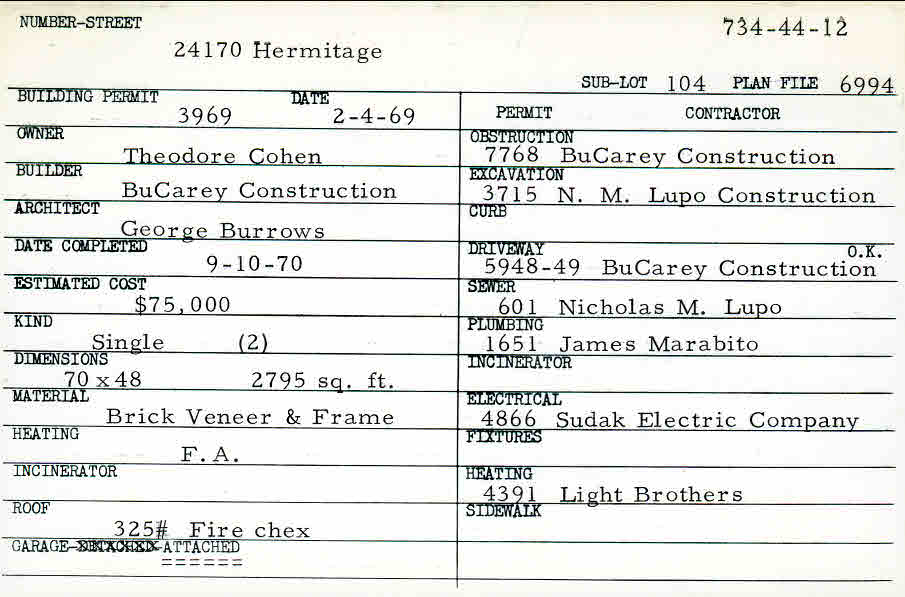 NUMBER-STREET
734-44-12
24170 Hermitage
SUB-LOT 104 PLAN FILE 6994
BUILDING PERMIT DATE
3969 2-4-69
OWNER
Theodore Cohen
BUILDER
BuCarey Construction
ARCHITECT
George Burrows
DATE COMPLETED
9-10-70
ESTIMATED COST
$75,000
KIND
Single (2)
DIMENSIONS
70 x 48 2795 sq. ft.
MATERIAL
Brick Veneer & Frame
HEATING
F. A.
INCINERATOR
ROOF
325# Fire chex
GARAGE-DETACHED-ATTACHED
======
PERMIT CONTRACTOR
OBSTRUCTION
7768 BuCarey Construction
EXCAVATION
3715 N. M. Lupo Construction
CURB
DRIVEWAY O.K.
5948-49 BuCarey Construction
SEWER
601 Nicholas M. Lupo
PLUMBING
1651 James Marabito
INCINERATOR
ELECTRICAL
4866 Sudak Electric Company
FIXTURES
HEATING
4391 Light Brothers
SIDEWALK